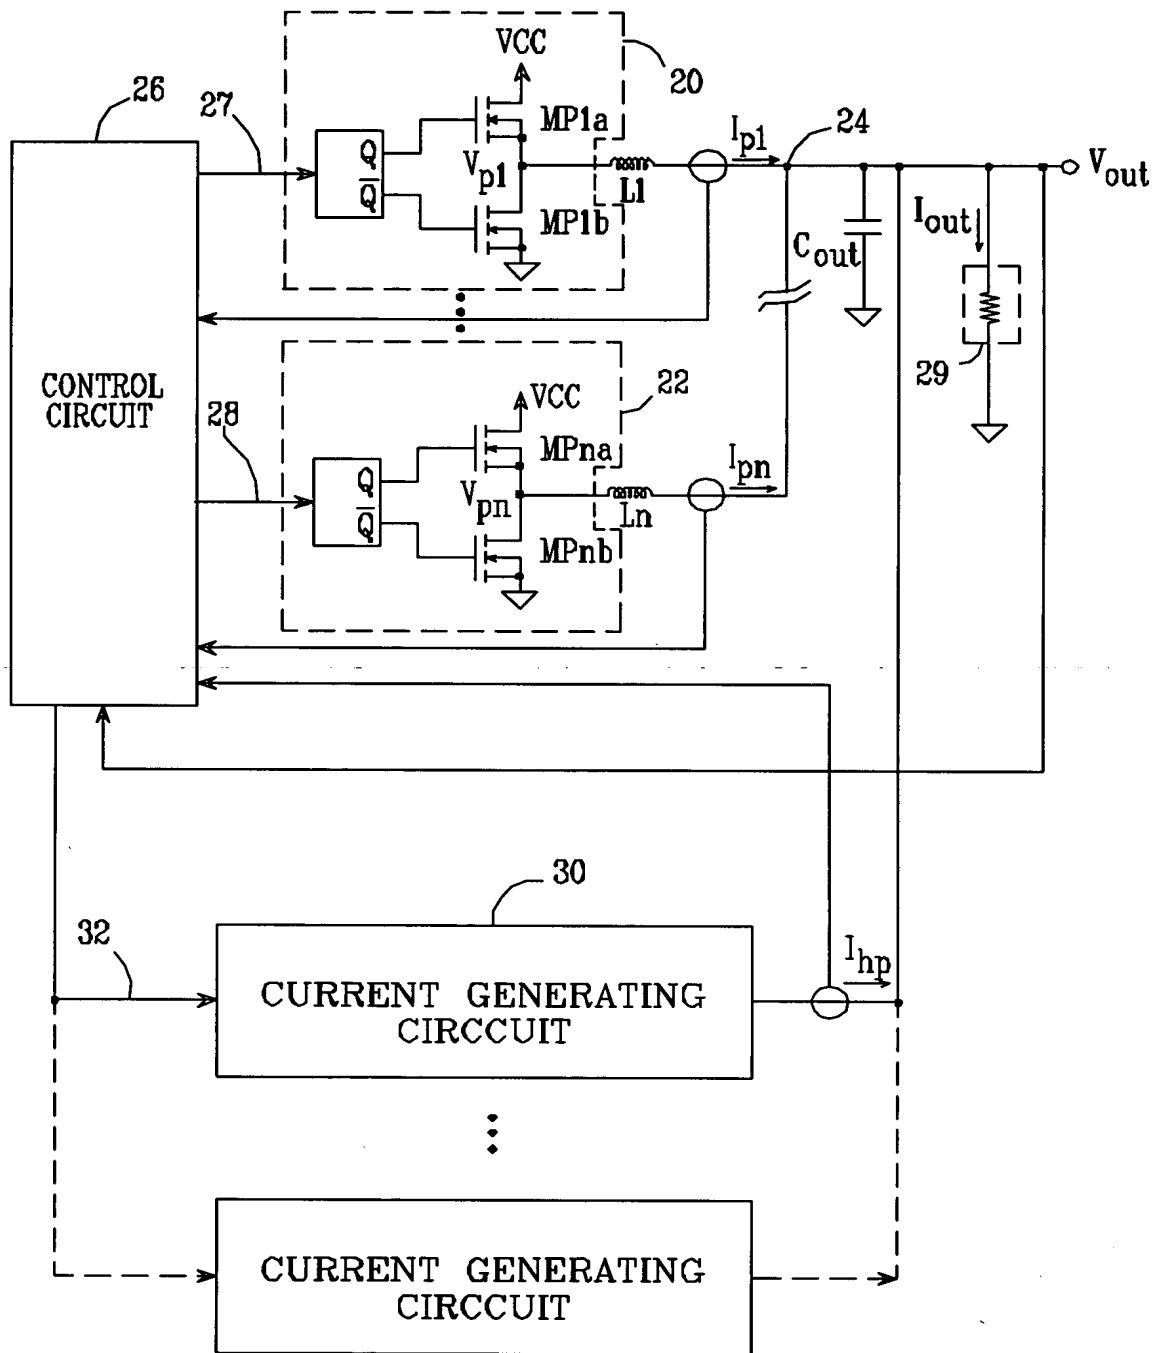 VCC
20
26
27
MP1a
Q
Q̅
Vp1
MP1b
L1
Ip1
24
Vout
Cout
Iout
29
CONTROL
CIRCUIT
28
VCC
22
MPna
Q
Q̅
Vpn
MPnb
Ln
Ipn
30
32
Ihp
CURRENT GENERATING
CIRCCUIT
CURRENT GENERATING
CIRCCUIT